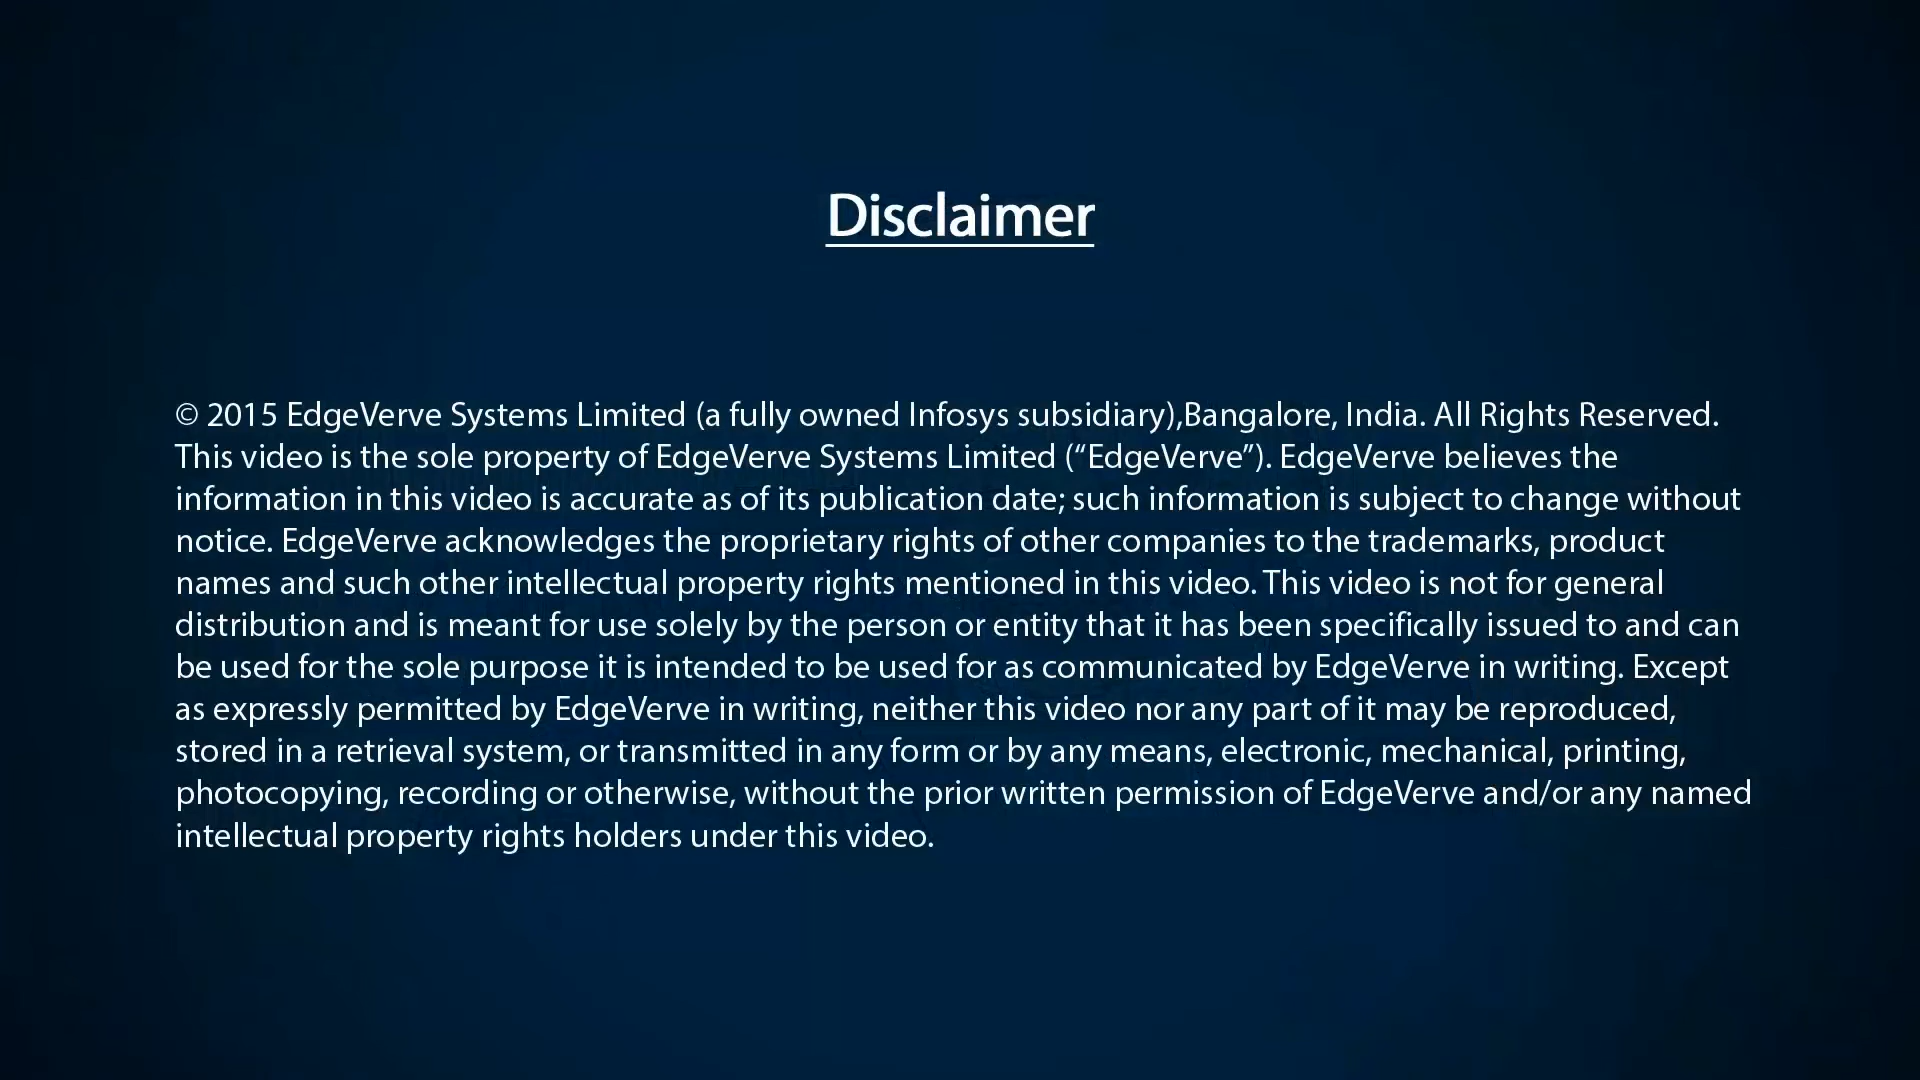 Disclaimer
© 2015 EdgeVerve Systems Limited (a fully owned Infosys subsidiary),Bangalore, India. All Rights Reserved.
This video is the sole property of EdgeVerve Systems Limited (“EdgeVerve”). EdgeVerve believes the
information in this video is accurate as of its publication date; such information is subject to change without
notice. EdgeVerve acknowledges the proprietary rights of other companies to the trademarks, product
names and such other intellectual property rights mentioned in this video. This video is not for general
distribution and is meant for use solely by the person or entity that it has been specifically issued to and can
be used for the sole purpose it is intended to be used for as communicated by EdgeVerve in writing. Except
as expressly permitted by EdgeVerve in writing, neither this video nor any part of it may be reproduced,
stored in a retrieval system, or transmitted in any form or by any means, electronic, mechanical, printing,
photocopying, recording or otherwise, without the prior written permission of EdgeVerve and/or any named
intellectual property rights holders under this video.